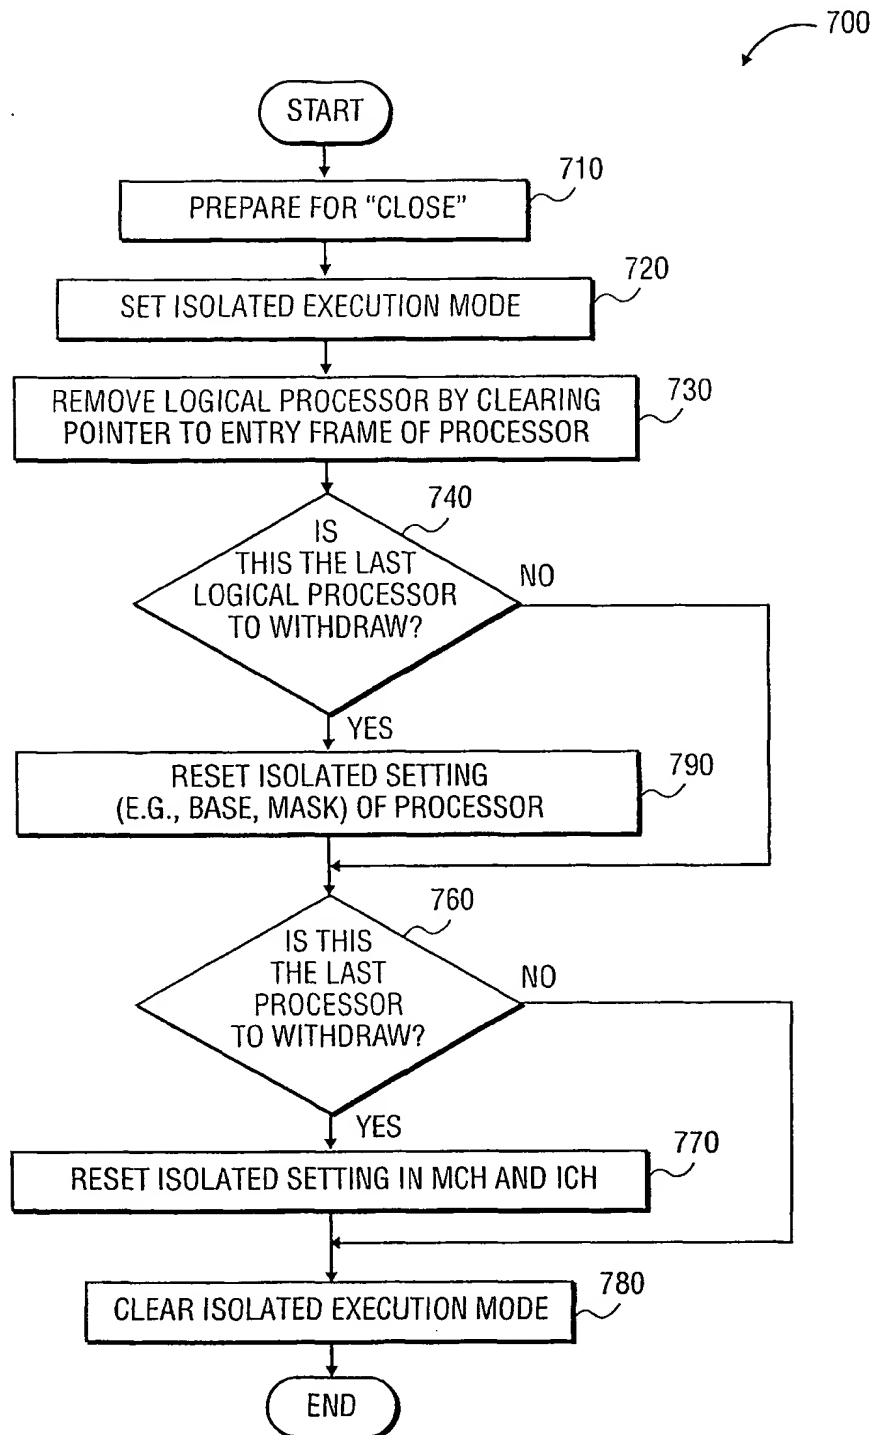 700
START
710
PREPARE FOR “CLOSE”
720
SET ISOLATED EXECUTION MODE
730
REMOVE LOGICAL PROCESSOR BY CLEARING
POINTER TO ENTRY FRAME OF PROCESSOR
740
IS
THIS THE LAST
LOGICAL PROCESSOR
TO WITHDRAW?
NO
YES
790
RESET ISOLATED SETTING
(E.G., BASE, MASK) OF PROCESSOR
760
IS THIS
THE LAST
PROCESSOR
TO WITHDRAW?
NO
YES
770
RESET ISOLATED SETTING IN MCH AND ICH
780
CLEAR ISOLATED EXECUTION MODE
END